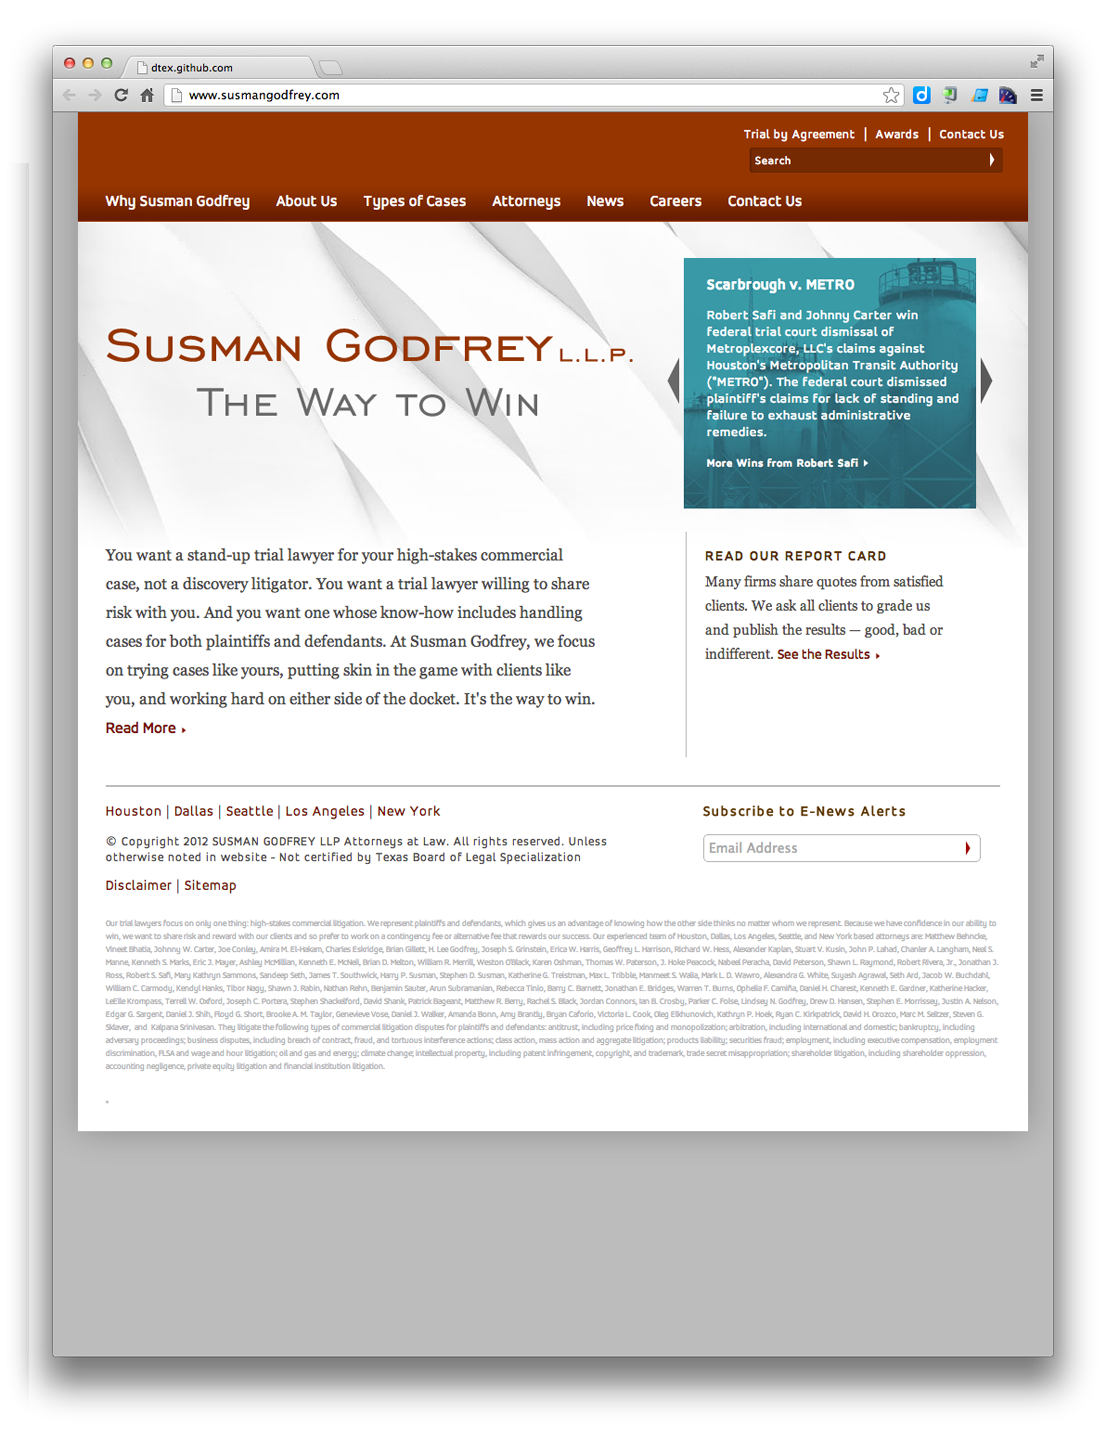 dtex.github.com
www.susmangodfrey.com
Trial by Agreement | Awards | Contact Us
Search
Why Susman Godfrey About Us Types of Cases Attorneys News Careers Contact Us
SUSMAN GODFREY L.L.P.
THE WAY TO WIN
Scarbrough v. METRO
Robert Safi and Johnny Carter win
federal trial court dismissal of
Metroplexcore, LLC's claims against
Houston's Metropolitan Transit Authority
("METRO"). The federal court dismissed
plaintiff's claims for lack of standing and
failure to exhaust administrative
remedies.
More Wins from Robert Safi
You want a stand-up trial lawyer for your high-stakes commercial
case, not a discovery litigator. You want a trial lawyer willing to share
risk with you. And you want one whose know-how includes handling
cases for both plaintiffs and defendants. At Susman Godfrey, we focus
on trying cases like yours, putting skin in the game with clients like
you, and working hard on either side of the docket. It's the way to win.
Read More
READ OUR REPORT CARD
Many firms share quotes from satisfied
clients. We ask all clients to grade us
and publish the results — good, bad or
indifferent. See the Results
Houston | Dallas | Seattle | Los Angeles | New York
© Copyright 2012 SUSMAN GODFREY LLP Attorneys at Law. All rights reserved. Unless
otherwise noted in website - Not certified by Texas Board of Legal Specialization
Disclaimer | Sitemap
Subscribe to E-News Alerts
Email Address
Our trial lawyers focus on only one thing: high-stakes commercial litigation. We represent plaintiffs and defendants, which gives us an advantage of knowing how the other side thinks no matter whom we represent. Because we have confidence in our ability to
win, we want to share risk and reward with our clients and so prefer to work on a contingency fee or alternative fee that rewards our success. Our experienced team of Houston, Dallas, Los Angeles, Seattle, and New York based attorneys are: Matthew Behncke,
Vineet Bhatia, Johnny W. Carter, Joe Conley, Amira M. El-Hakam, Charles Eskridge, Brian Gillett, H. Lee Godfrey, Joseph S. Grinstein, Erica W. Harris, Geoffrey L. Harrison, Richard W. Hess, Alexander Kaplan, Stuart V. Kusin, John P. Lahad, Chanler A. Langham, Neal S.
Manne, Kenneth S. Marks, Eric J. Mayer, Ashley McMillian, Kenneth E. McNeil, Brian D. Melton, William R. Merrill, Weston O'Black, Karen Oshman, Thomas W. Paterson, J. Hoke Peacock, Nabeel Peracha, David Peterson, Shawn L. Raymond, Robert Rivera, Jr., Jonathan J.
Ross, Robert S. Safi, Mary Kathryn Sammons, Sandeep Seth, James T. Southwick, Harry P. Susman, Stephen D. Susman, Katherine G. Treistman, Max L. Tribble, Manmeet S. Walia, Mark L. D. Wawro, Alexandra G. White, Suyash Agrawal, Seth Ard, Jacob W. Buchdahl,
William C. Carmody, Kendyl Hanks, Tibor Nagy, Shawn J. Rabin, Nathan Rehn, Benjamin Sauter, Arun Subramanian, Rebecca Tinio, Barry C. Barnett, Jonathan E. Bridges, Warren T. Burns, Ophelia F. Camiña, Daniel H. Charest, Kenneth E. Gardner, Katherine Hacker,
LeElle Krompass, Terrell W. Oxford, Joseph C. Portera, Stephen Shackelford, David Shank, Patrick Bageant, Matthew R. Berry, Rachel S. Black, Jordan Connors, Ian B. Crosby, Parker C. Folse, Lindsey N. Godfrey, Drew D. Hansen, Stephen E. Morrissey, Justin A. Nelson,
Edgar G. Sargent, Daniel J. Shih, Floyd G. Short, Brooke A. M. Taylor, Genevieve Vose, Daniel J. Walker, Amanda Bonn, Amy Brantly, Bryan Caforio, Victoria L. Cook, Oleg Elkhunovich, Kathryn P. Hoek, Ryan C. Kirkpatrick, David H. Orozco, Marc M. Seltzer, Steven G.
Sklaver, and Kalpana Srinivesan. They litigate the following types of commercial litigation disputes for plaintiffs and defendants: antitrust, including price fixing and monopolization; arbitration, including international and domestic; bankruptcy, including
adversary proceedings; business disputes, including breach of contract, fraud, and tortuous interference actions; class action, mass action and aggregate litigation; products liability; securities fraud; employment, including executive compensation, employment
discrimination, FLSA and wage and hour litigation; oil and gas and energy; climate change; intellectual property, including patent infringement, copyright, and trademark, trade secret misappropriation; shareholder litigation, including shareholder oppression,
accounting negligence, private equity litigation and financial institution litigation.